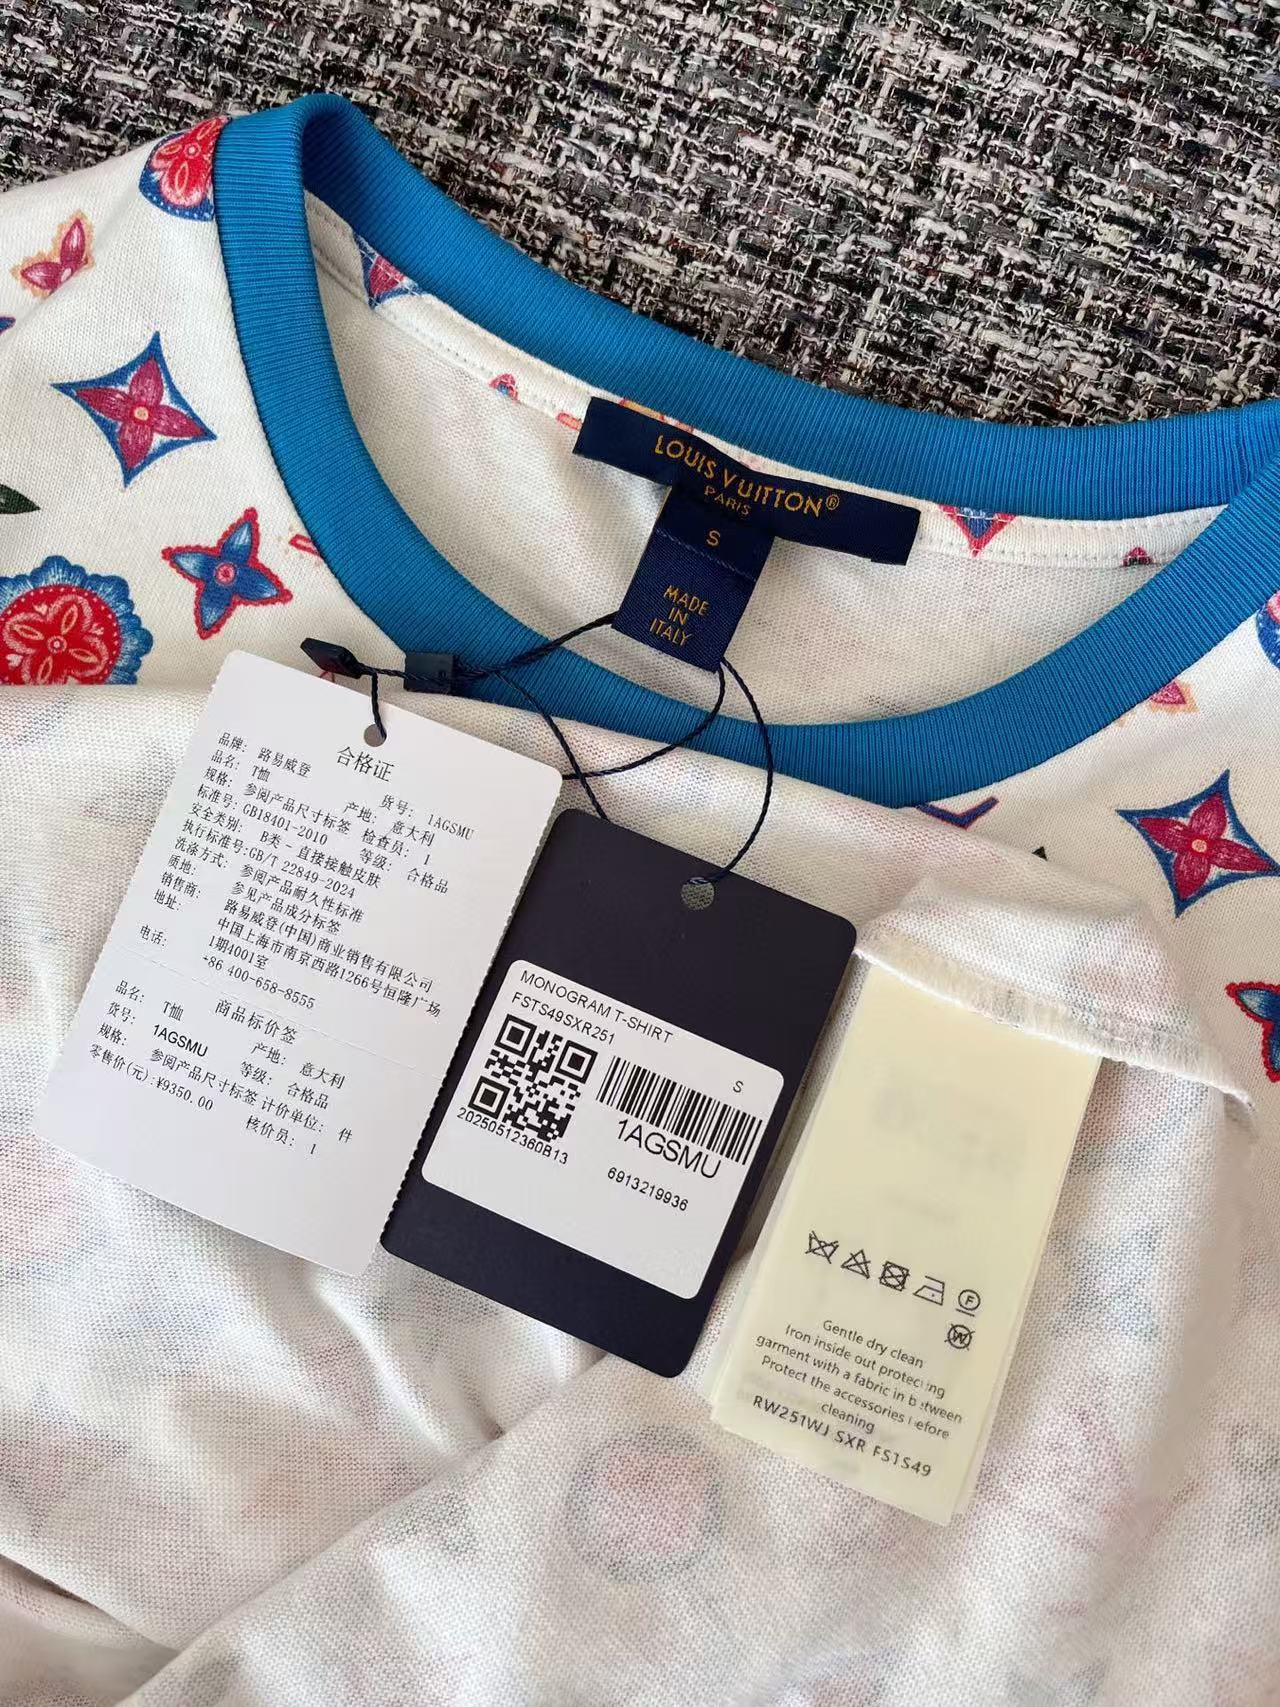 LOUIS VUITTON®
PARIS
S
MADE
IN
ITALY
合格证
品牌: 路易威登
货号: 1AGSMU
品名: T恤
产地: 意大利
规格: 参阅产品尺寸标签
检查员: 1
标准号: GB18401-2010
等级: 合格品
安全类别: B类 - 直接接触皮肤
执行标准号:GB/T 22849-2024
洗涤方式: 参阅产品耐久性标准
质地: 参见产品成分标签
销售商: 路易威登(中国)商业销售有限公司
地址: 中国上海市南京西路1266号恒隆广场
1期4001室
电话: +86 400-658-8555
商品标价签
品名: T恤
产地: 意大利
货号: 1AGSMU
等级: 合格品
规格: 参阅产品尺寸标签 计价单位: 件
零售价(元):¥9350.00
核价员: 1
MONOGRAM T-SHIRT
FSTS49SXR251
S
20250512360B13
1AGSMU
6913219936
F
W
Gentle dry clean
Iron inside out protecting
garment with a fabric in between
Protect the accessories before
cleaning
RW251WJ SXR FSTS49